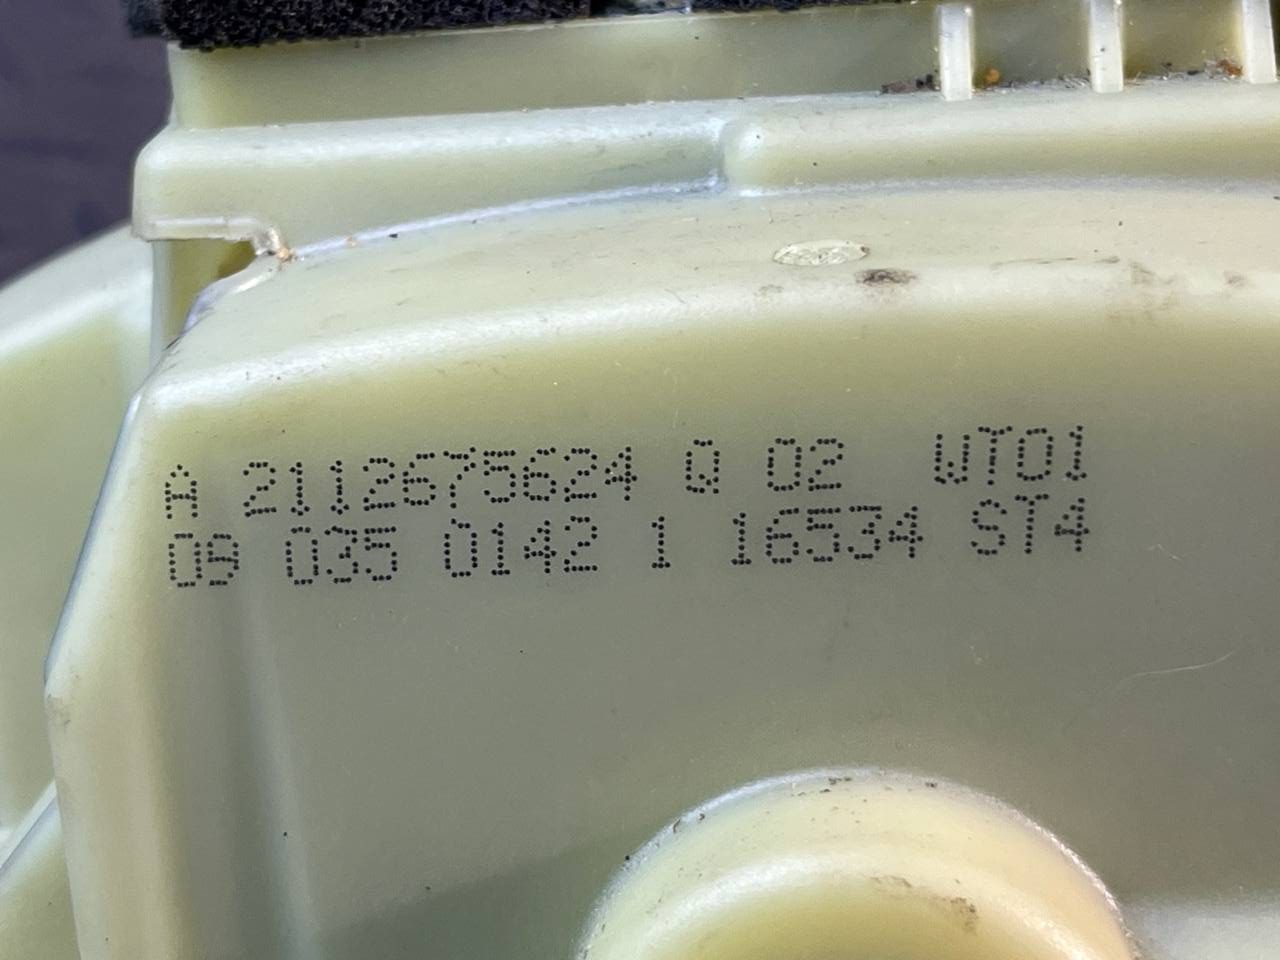 A 2112675624 Q 02 WT01
09 035 0142 1 16534 ST4